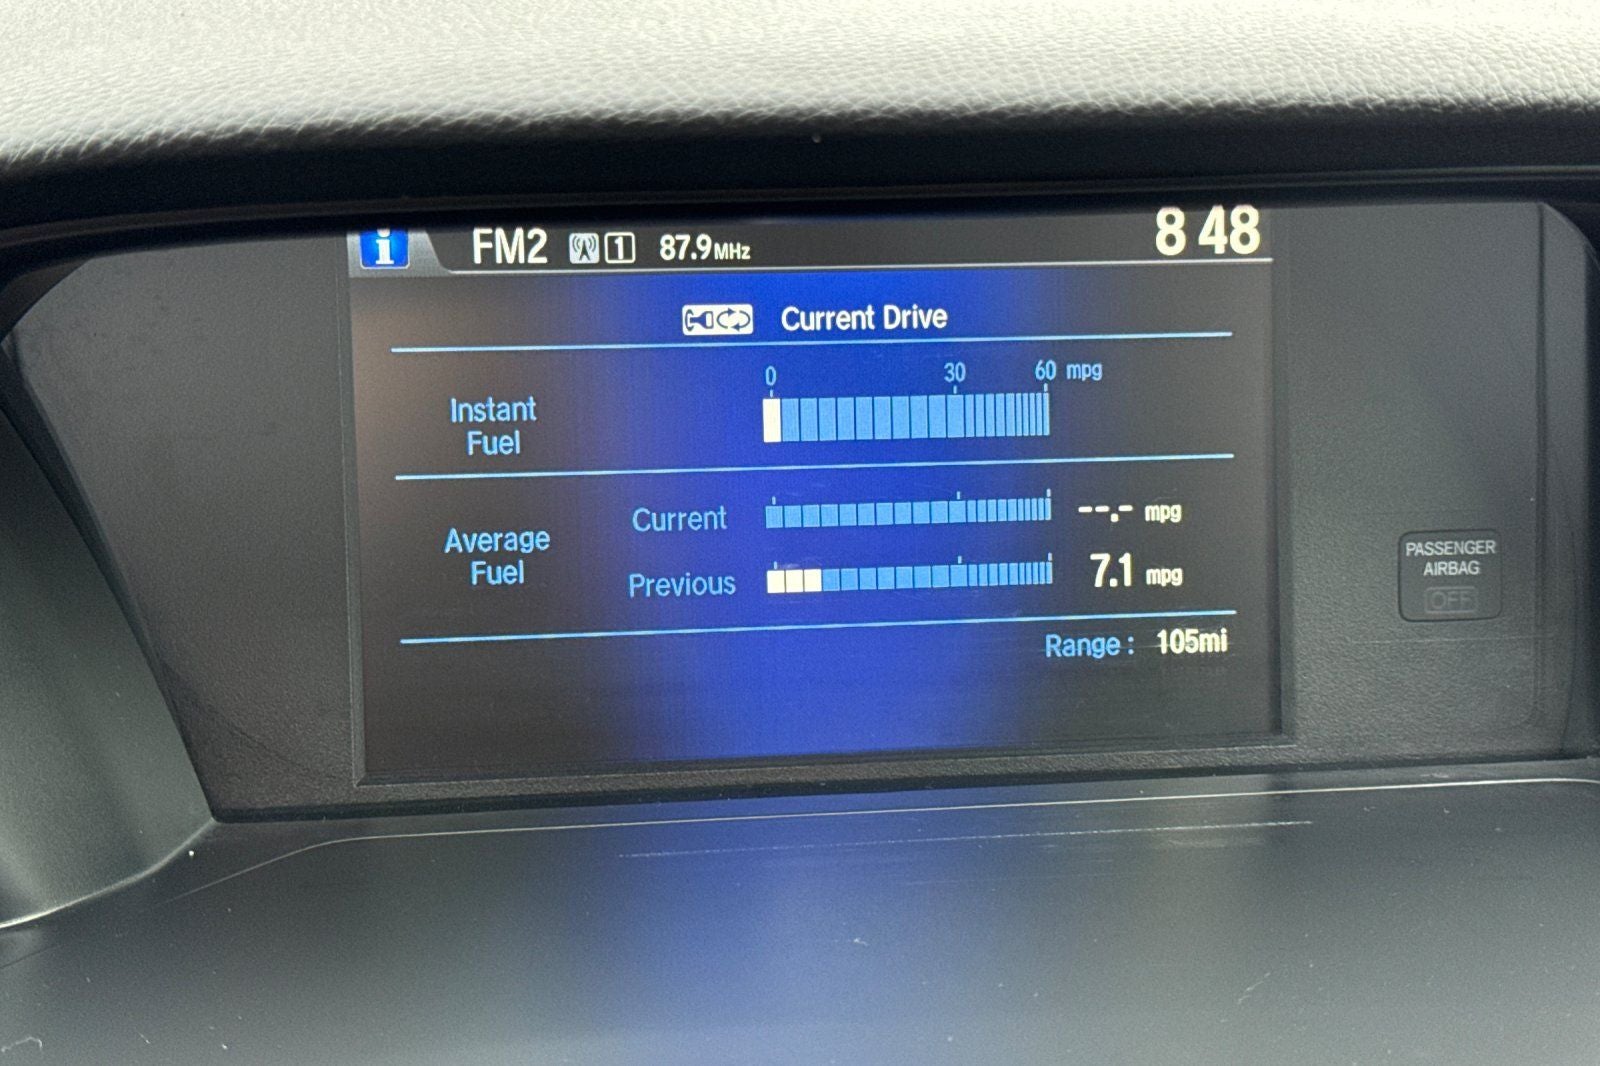 i FM2 1 87.9MHz 8 48
Current Drive
0 30 60 mpg
Instant
Fuel
Current --.- mpg
Average
Fuel
Previous 7.1 mpg
Range : 105mi
PASSENGER
AIRBAG
OFF